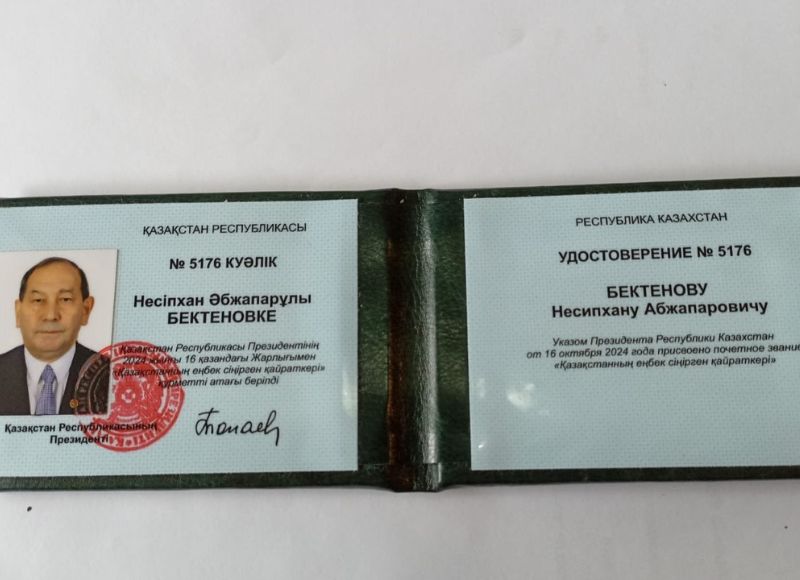 ҚАЗАҚСТАН РЕСПУБЛИКАСЫ
№ 5176 КУӘЛІК
Несіпхан Әбжапарұлы
БЕКТЕНОВКЕ
Қазақстан Республикасы Президентінің
2024 жылғы 16 қазандағы Жарлығымен
«Қазақстанның еңбек сіңірген қайраткері»
құрметті атағы берілді
Қазақстан Республикасының
Президенті
РЕСПУБЛИКА КАЗАХСТАН
УДОСТОВЕРЕНИЕ № 5176
БЕКТЕНОВУ
Несипхану Абжапаровичу
Указом Президента Республики Казахстан
от 16 октября 2024 года присвоено почетное звание
«Қазақстанның еңбек сіңірген қайраткері»